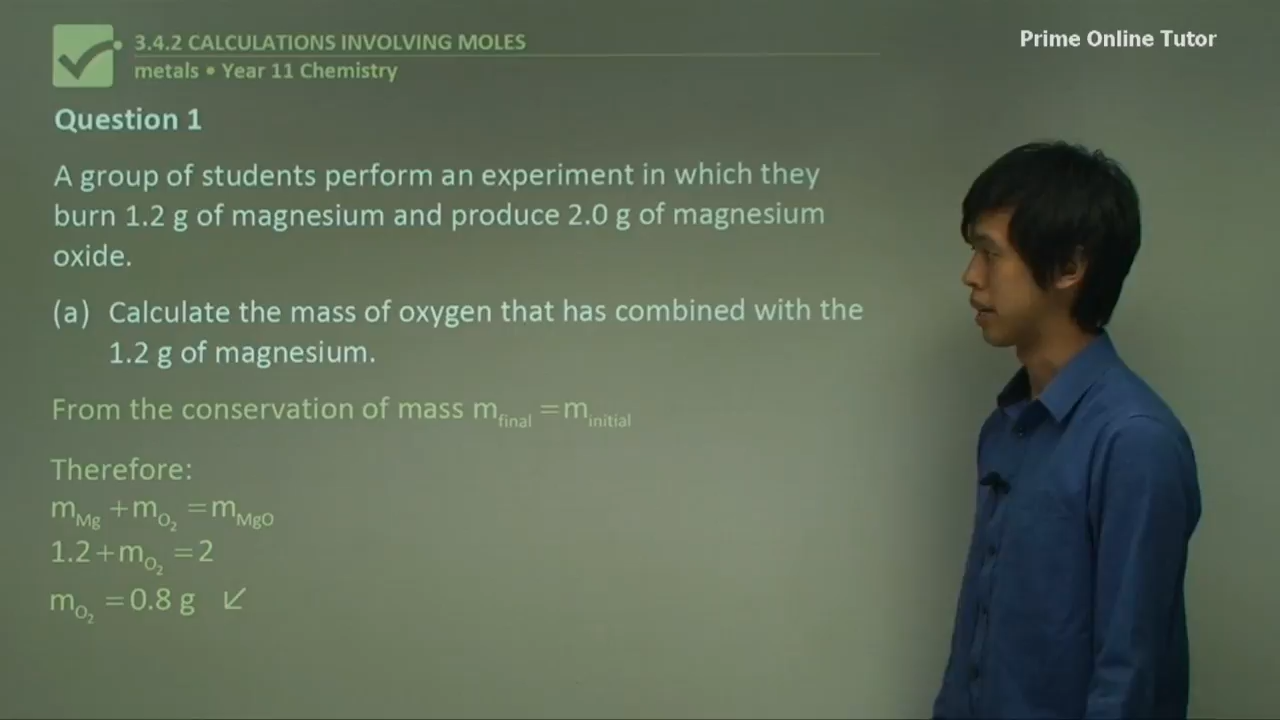 3.4.2 CALCULATIONS INVOLVING MOLES
metals • Year 11 Chemistry
Prime Online Tutor
Question 1
A group of students perform an experiment in which they
burn 1.2 g of magnesium and produce 2.0 g of magnesium
oxide.
(a) Calculate the mass of oxygen that has combined with the
1.2 g of magnesium.
From the conservation of mass m_final = m_initial
Therefore:
m_Mg + m_O₂ = m_MgO
1.2 + m_O₂ = 2
m_O₂ = 0.8 g ↙